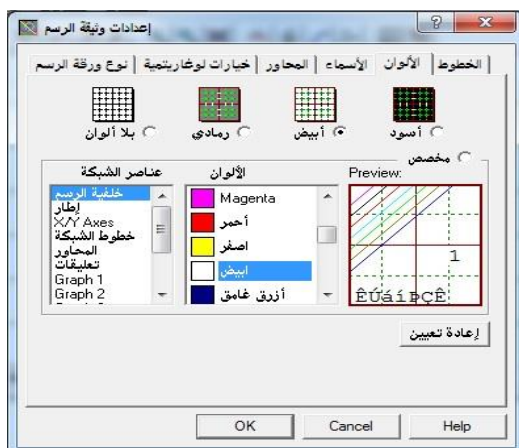 إعدادات وثيقة الرسم
الخطوط الألوان الأسماء المحاور خيارات لوغاريتمية نوع ورقة الرسم
أسود أبيض رمادي بلا ألوان
مخصص
Preview: الألوان عناصر الشبكة
1
ÊÚáíÞÇÊ
Magenta
أحمر
اصفر
ابيض
أزرق غامق
خلفية الرسم
إطار
X/Y Axes
خطوط الشبكة
المحاور
تعليقات
Graph 1
Graph 2
إعادة تعيين
OK Cancel Help